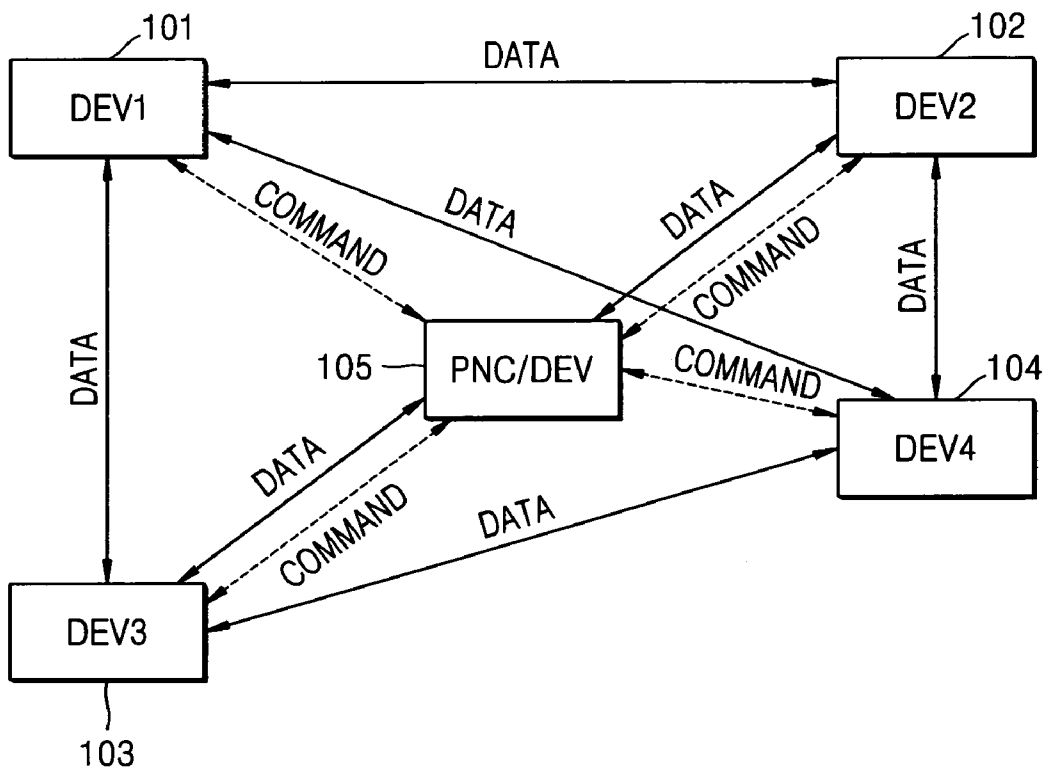 101
102
DATA
DEV1
DEV2
COMMAND
DATA
DATA
COMMAND
DATA
DATA
105
PNC/DEV
COMMAND
104
DEV4
DATA
COMMAND
DATA
DEV3
103